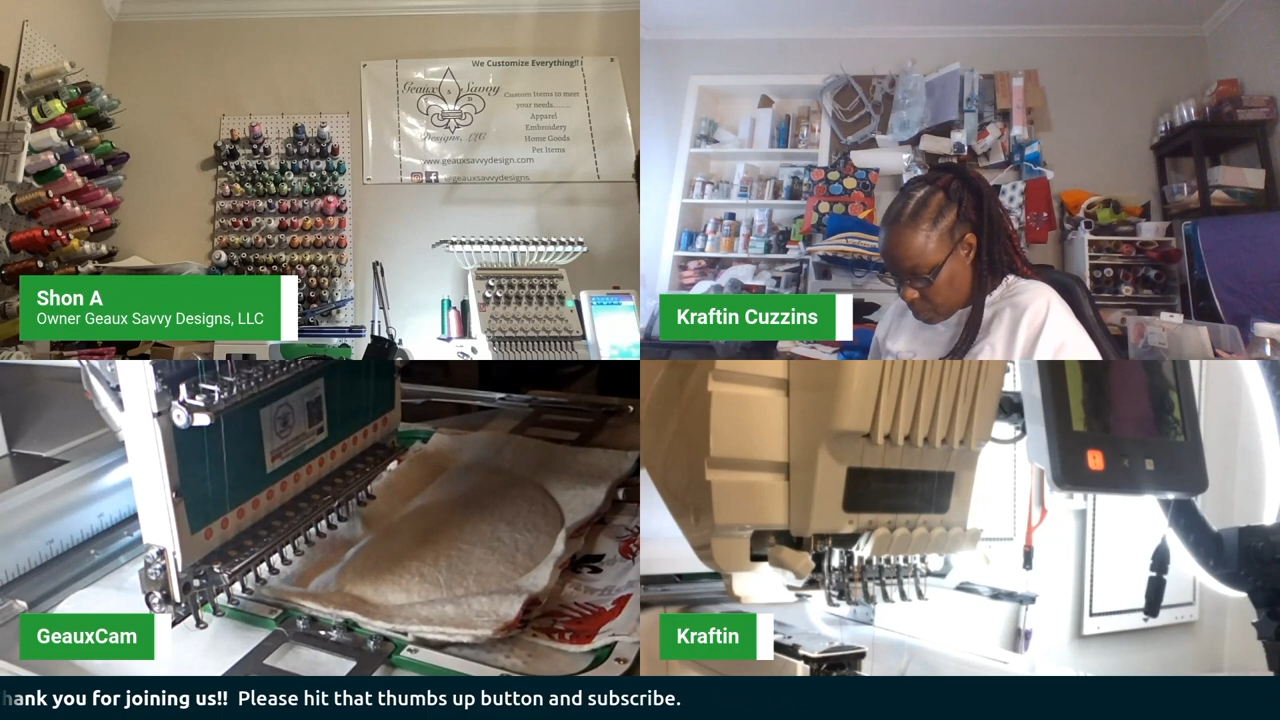 We Customize Everything!!
Geaux Savvy
Designs, LLC
Custom Items to meet
your needs.........
Apparel
Embroidery
Home Goods
Pet Items
www.geauxsavvydesign.com
@geauxsavvydesigns
Shon A
Owner Geaux Savvy Designs, LLC
Kraftin Cuzzins
GeauxCam
Kraftin
hank you for joining us!! Please hit that thumbs up button and subscribe.